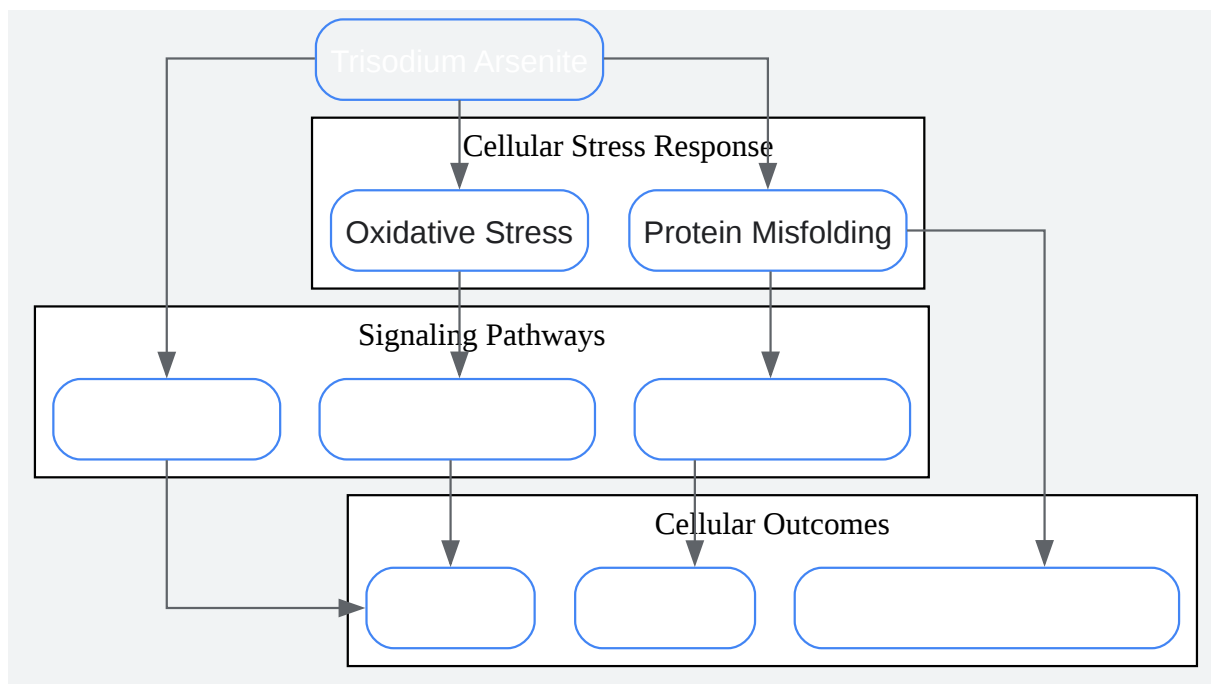 Trisodium Arsenite
Cellular Stress Response
Oxidative Stress
Protein Misfolding
Signaling Pathways
Cellular Outcomes